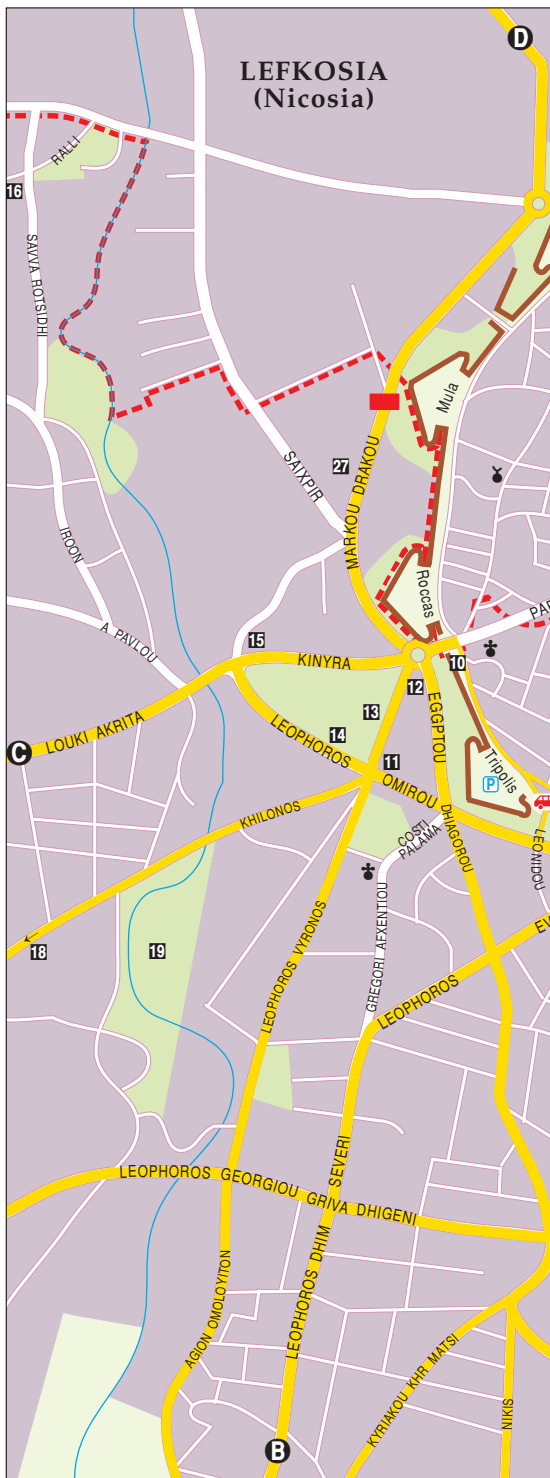 D
LEFKOSIA
(Nicosia)
RALLI
16
SAVVA ROTSIDHI
Mula
27
SAIXPIR
MARKOU DRAKOU
IROON
Roccas
A PAVLOU
PAP
15
KINYRA
10
12
EGGPTOU
13
14
LOUKI AKRITA
C
LEOPHOROS
OMIROU
11
Tripolis
P
KHILONOS
DHIAGOROU
COSTI
PALAMA
LEONIDOU
18
19
LEOPHOROS VYRONOS
GREGORI AFXENTIOU
LEOPHOROS
EV
LEOPHOROS GEORGIOU GRIVA DHIGENI
LEOPHOROS DHIM SEVERI
AGION OMOLOYITON
KYRIAKOU KHR MATSI
NIKIS
B